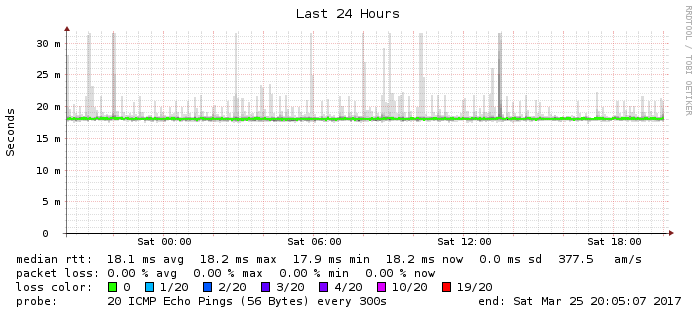 Last 24 Hours
RRDTOOL / TOBI OETIKER
Seconds
30 m
25 m
20 m
15 m
10 m
5 m
0
Sat 00:00 Sat 06:00 Sat 12:00 Sat 18:00
median rtt: 18.1 ms avg 18.2 ms max 17.9 ms min 18.2 ms now 0.0 ms sd 377.5 am/s
packet loss: 0.00 % avg 0.00 % max 0.00 % min 0.00 % now
loss color: 0 1/20 2/20 3/20 4/20 10/20 19/20
probe: 20 ICMP Echo Pings (56 Bytes) every 300s end: Sat Mar 25 20:05:07 2017